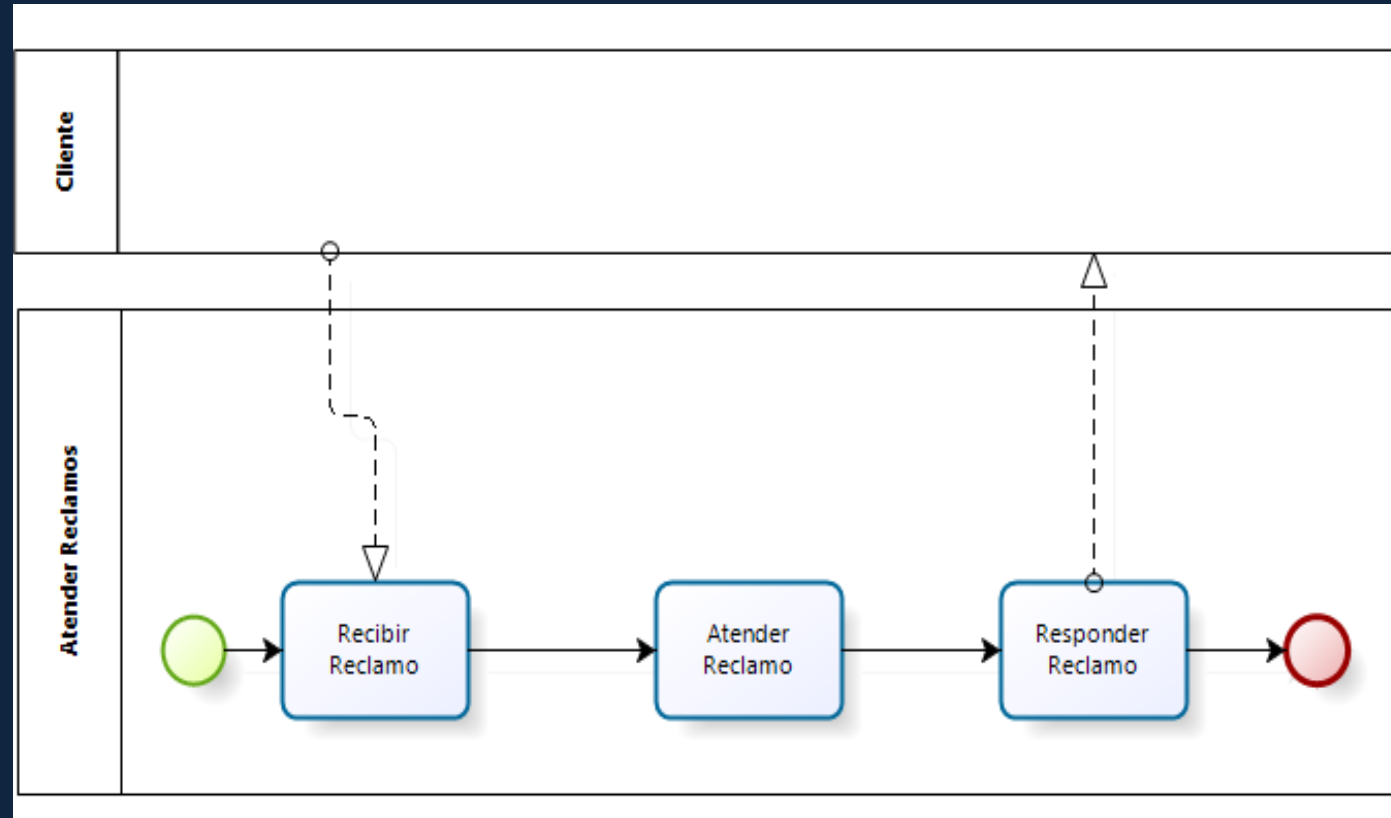 Cliente
Atender Reclamos
Recibir
Reclamo
Atender
Reclamo
Responder
Reclamo